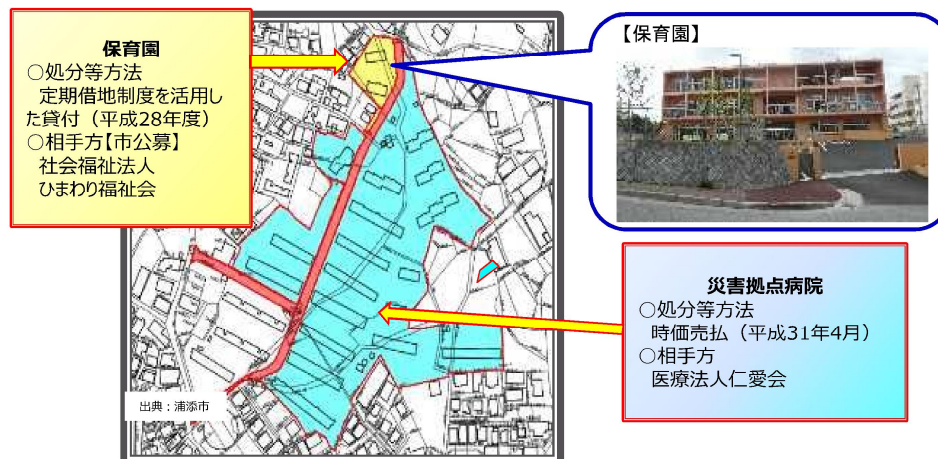 保育園
○処分等方法
定期借地制度を活用し
た貸付（平成28年度）
○相手方【市公募】
社会福祉法人
ひまわり福祉会
【保育園】
災害拠点病院
○処分等方法
時価売払（平成31年4月）
○相手方
医療法人仁愛会
出典：浦添市